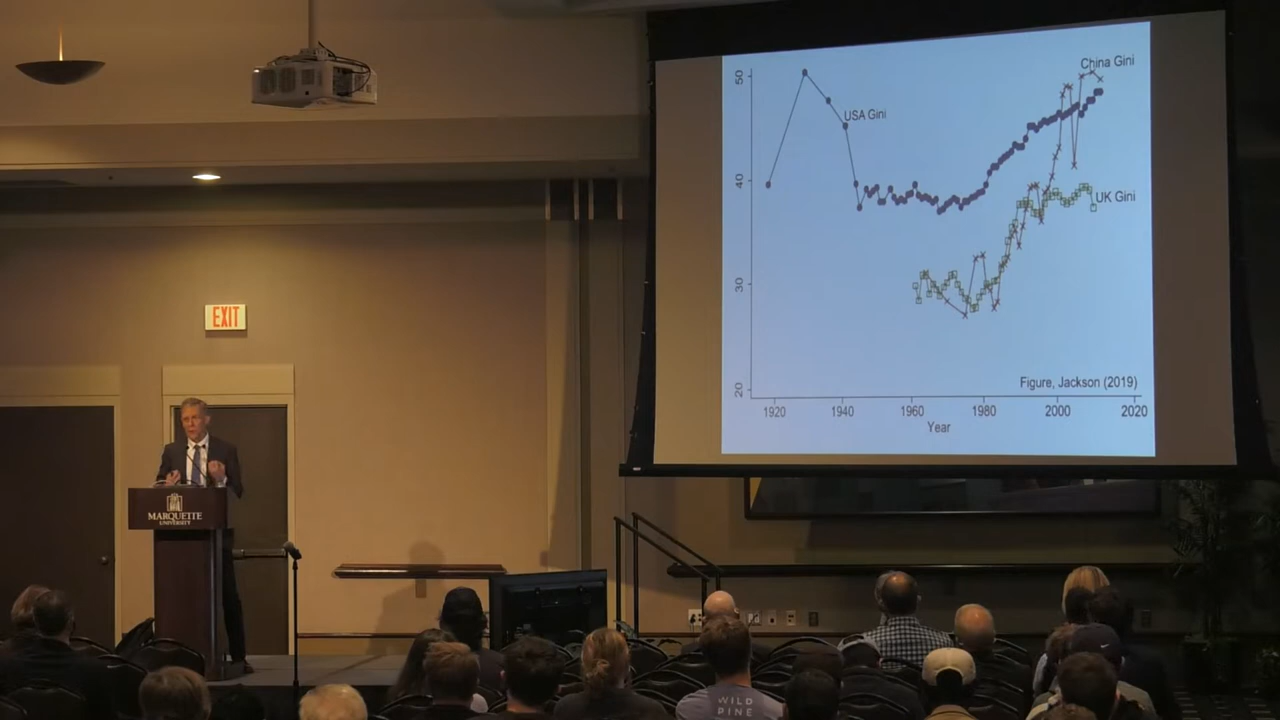 50
China Gini
USA Gini
40
UK Gini
30
20
Figure, Jackson (2019)
1920 1940 1960 1980 2000 2020
Year
EXIT
MARQUETTE
UNIVERSITY
WILD
PINE